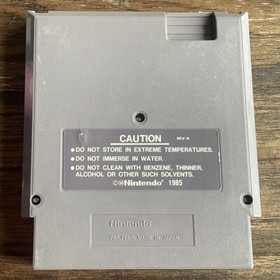 CAUTION
REV-A
•DO NOT STORE IN EXTREME TEMPERATURES.
•DO NOT IMMERSE IN WATER.
•DO NOT CLEAN WITH BENZENE, THINNER,
ALCOHOL OR OTHER SUCH SOLVENTS.
©®Nintendo® 1985
Nintendo